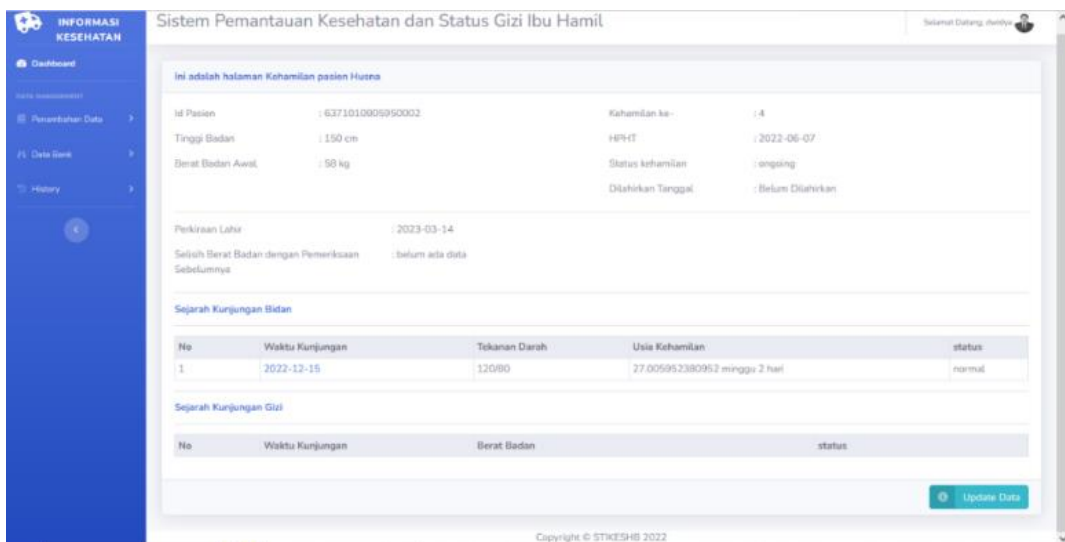 INFORMASI KESEHATAN
Sistem Pemantauan Kesehatan dan Status Gizi Ibu Hamil
Selamat Datang,
Dashboard
DATA MANAGEMENT
Penambahan Data
Data Bank
History
Ini adalah halaman Kehamilan pasien Husna
Id Pasien : 6371010005950002 Kehamilan ke- : 4
Tinggi Badan : 150 cm HPHT : 2022-06-07
Berat Badan Awal : 58 kg Status kehamilan : ongoing
Dilahirkan Tanggal : Belum Dilahirkan
Perkiraan Lahir : 2023-03-14
Selisih Berat Badan dengan Pemeriksaan : belum ada data
Sebelumnya
Sejarah Kunjungan Bidan
No Waktu Kunjungan Tekanan Darah Usia Kehamilan status
1 2022-12-15 120/80 27.005952380952 minggu 2 hari normal
Sejarah Kunjungan Gizi
No Waktu Kunjungan Berat Badan status
Update Data
Copyright © STIKESHB 2022